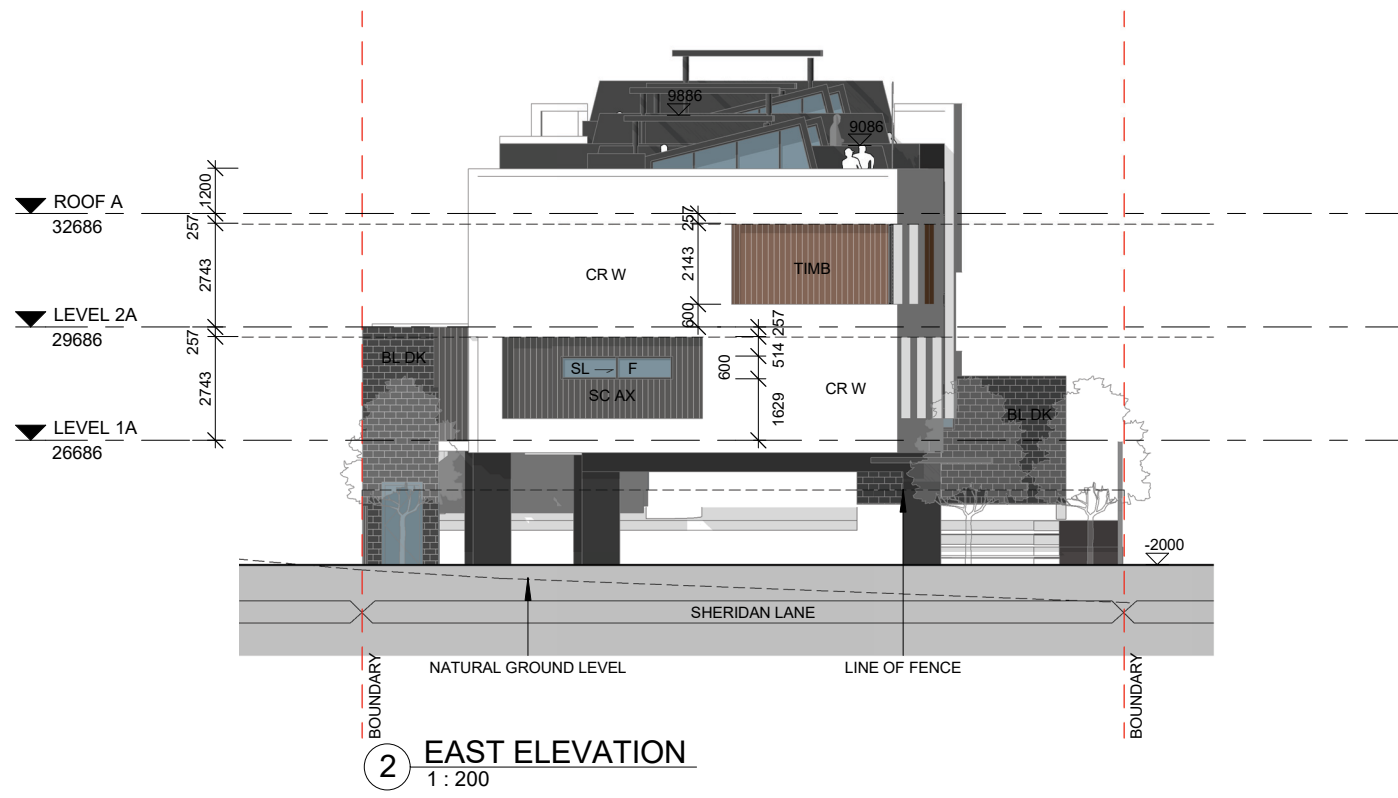 9886
9086
1200
ROOF A
32686
257
257
2743
2143
CR W
TIMB
600
LEVEL 2A
29686
257
257
BL DK
514
600
SL
F
2743
SC AX
CR W
1629
BL DK
LEVEL 1A
26686
-2000
SHERIDAN LANE
NATURAL GROUND LEVEL
LINE OF FENCE
BOUNDARY
BOUNDARY
2
EAST ELEVATION
1 : 200